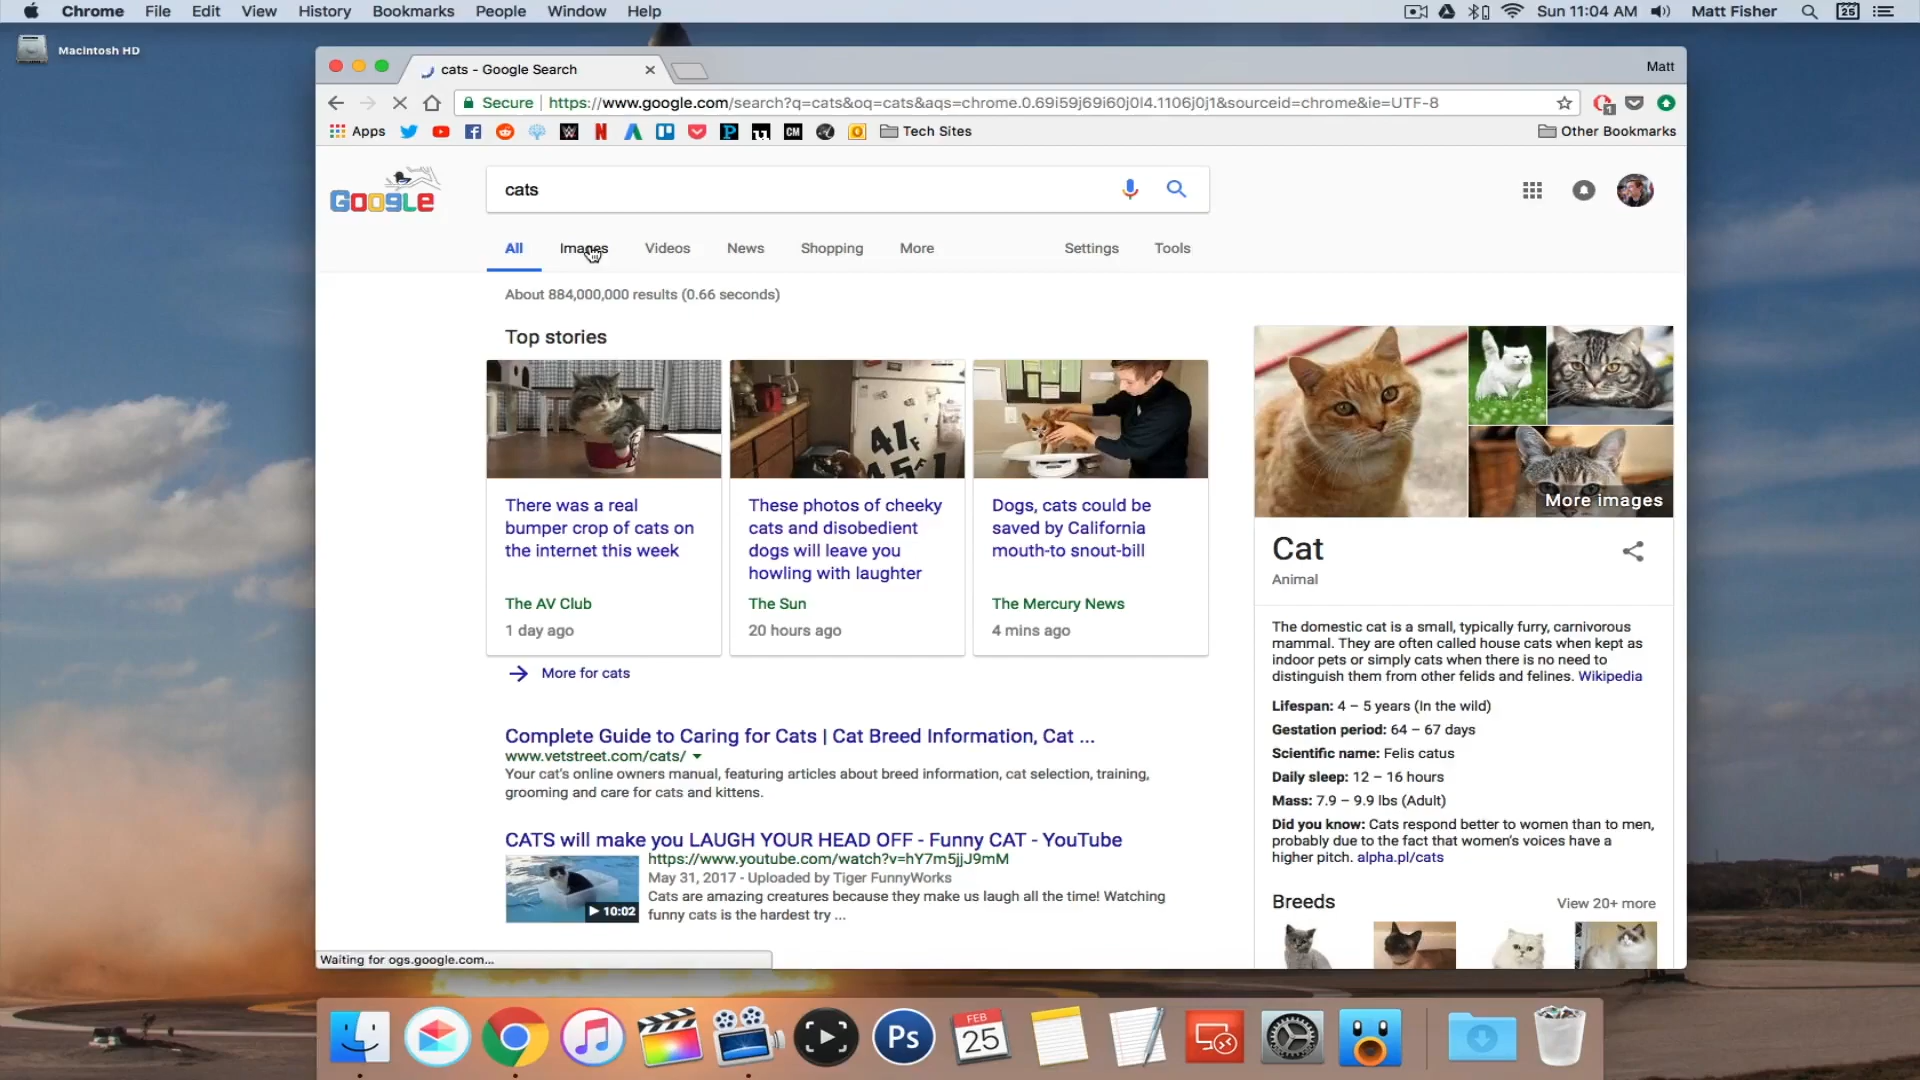 Chrome File Edit View History Bookmarks People Window Help
Sun 11:04 AM Matt Fisher 25
Macintosh HD
cats - Google Search
Matt
Secure https://www.google.com/search?q=cats&oq=cats&aqs=chrome.0.69i59j69i60j0l4.1106j0j1&sourceid=chrome&ie=UTF-8
Apps Tech Sites Other Bookmarks
Google
cats
All Images Videos News Shopping More Settings Tools
About 884,000,000 results (0.66 seconds)
Top stories
There was a real
bumper crop of cats on
the internet this week
The AV Club
1 day ago
These photos of cheeky
cats and disobedient
dogs will leave you
howling with laughter
The Sun
20 hours ago
Dogs, cats could be
saved by California
mouth-to snout-bill
The Mercury News
4 mins ago
More for cats
Complete Guide to Caring for Cats | Cat Breed Information, Cat ...
www.vetstreet.com/cats/
Your cat's online owners manual, featuring articles about breed information, cat selection, training,
grooming and care for cats and kittens.
CATS will make you LAUGH YOUR HEAD OFF - Funny CAT - YouTube
https://www.youtube.com/watch?v=hY7m5jjJ9mM
May 31, 2017 - Uploaded by Tiger FunnyWorks
Cats are amazing creatures because they make us laugh all the time! Watching
funny cats is the hardest try ...
10:02
More images
Cat
Animal
The domestic cat is a small, typically furry, carnivorous
mammal. They are often called house cats when kept as
indoor pets or simply cats when there is no need to
distinguish them from other felids and felines. Wikipedia
Lifespan: 4 – 5 years (In the wild)
Gestation period: 64 – 67 days
Scientific name: Felis catus
Daily sleep: 12 – 16 hours
Mass: 7.9 – 9.9 lbs (Adult)
Did you know: Cats respond better to women than to men,
probably due to the fact that women's voices have a
higher pitch. alpha.pl/cats
Breeds
View 20+ more
Waiting for ogs.google.com...
Ps
FEB
25